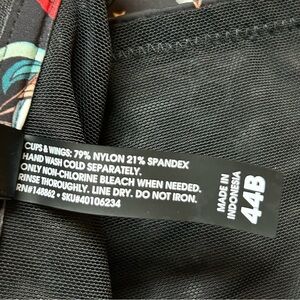 CUPS & WINGS: 79% NYLON 21% SPANDEX
HAND WASH COLD SEPARATELY.
ONLY NON-CHLORINE BLEACH WHEN NEEDED.
RINSE THOROUGHLY. LINE DRY. DO NOT IRON.
RN#148862 • SKU#40106234
MADE IN
INDONESIA
44B